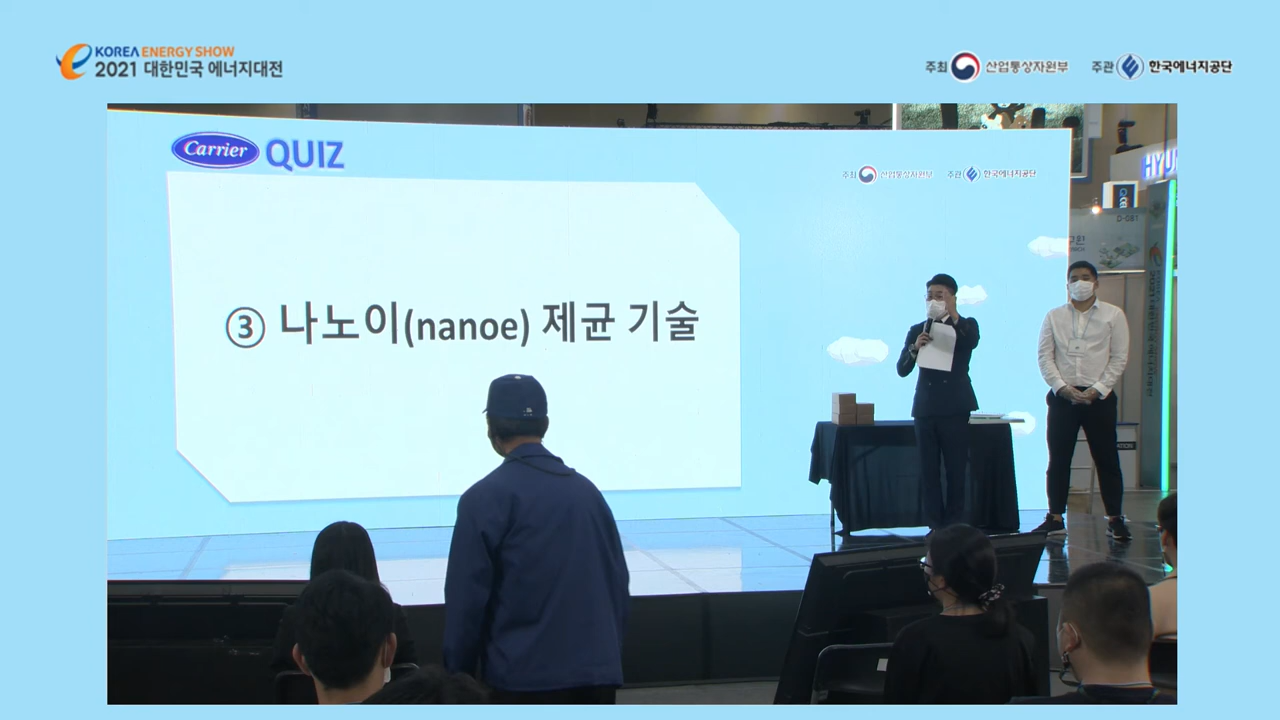 KOREA ENERGY SHOW
2021 대한민국 에너지대전
주최 산업통상자원부 주관 한국에너지공단
Carrier QUIZ
주최 산업통상자원부 주관 한국에너지공단
③ 나노이(nanoe) 제균 기술
HYU
D-G81